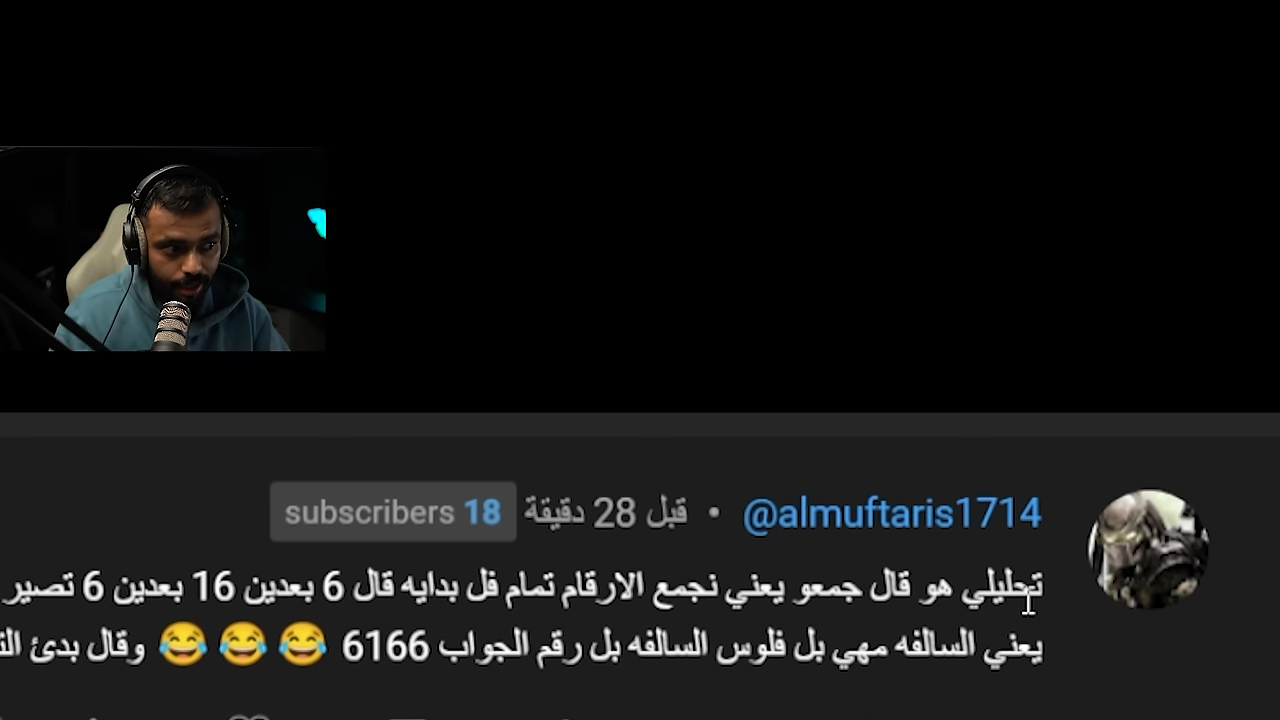 @almuftaris1714 • قبل 28 دقيقة 18 subscribers
تحليلي هو قال جمعو يعني نجمع الارقام تمام فل بدايه قال 6 بعدين 16 بعدين 6 تصير
يعني السالفه مهي بل فلوس السالفه بل رقم الجواب 6166 😂 😂 😂 وقال بدئ